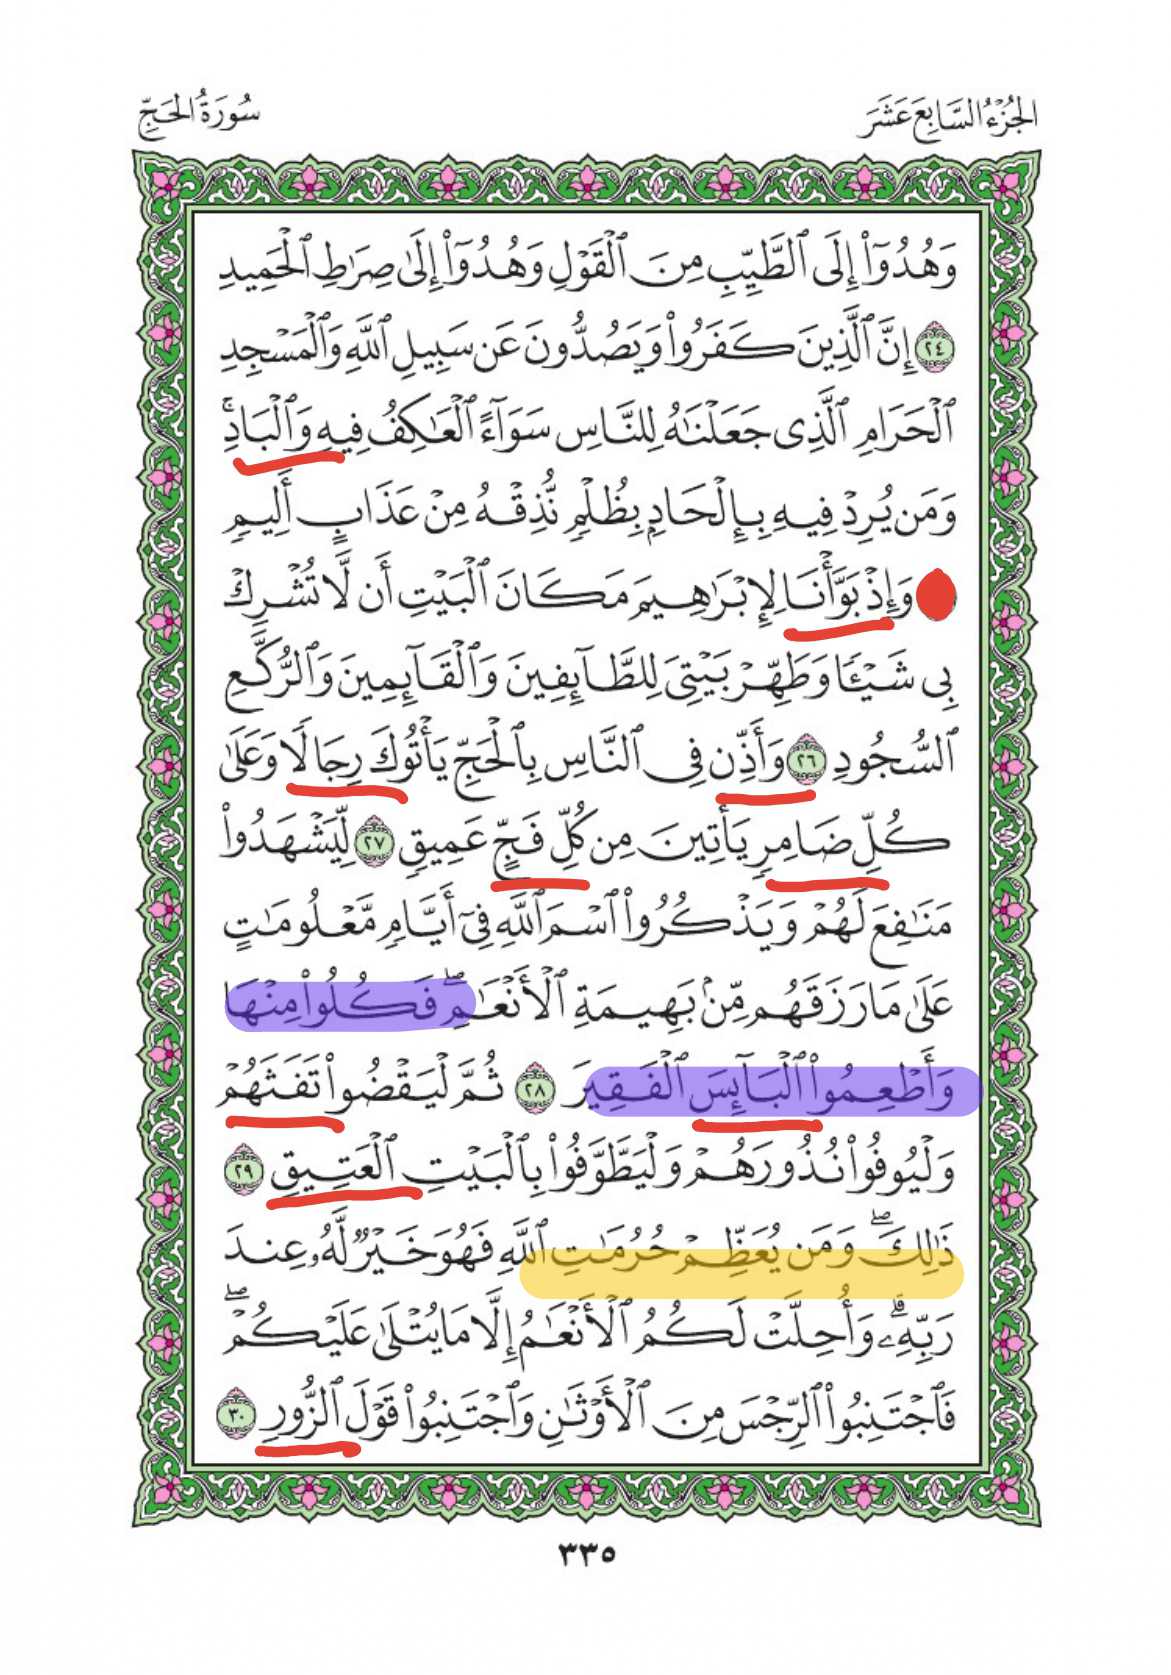 الجُزْءُ السَّابِعَ عَشَرَ
سُورَةُ الحَجِّ
وَهُدُوٓا۟ إِلَى ٱلطَّيِّبِ مِنَ ٱلْقَوْلِ وَهُدُوٓا۟ إِلَىٰ صِرَٰطِ ٱلْحَمِيدِ
٢٤ إِنَّ ٱلَّذِينَ كَفَرُوا۟ وَيَصُدُّونَ عَن سَبِيلِ ٱللَّهِ وَٱلْمَسْجِدِ
ٱلْحَرَامِ ٱلَّذِى جَعَلْنَٰهُ لِلنَّاسِ سَوَآءً ٱلْعَٰكِفُ فِيهِ وَٱلْبَادِ ۚ
وَمَن يُرِدْ فِيهِ بِإِلْحَادٍۭ بِظُلْمٍ نُّذِقْهُ مِنْ عَذَابٍ أَلِيمٍ
وَإِذْ بَوَّأْنَا لِإِبْرَٰهِيمَ مَكَانَ ٱلْبَيْتِ أَن لَّا تُشْرِكْ
بِى شَيْـًٔا وَطَهِّرْ بَيْتِىَ لِلطَّآئِفِينَ وَٱلْقَآئِمِينَ وَٱلرُّكَّعِ
ٱلسُّجُودِ ٢٦ وَأَذِّن فِى ٱلنَّاسِ بِٱلْحَجِّ يَأْتُوكَ رِجَالًا وَعَلَىٰ
كُلِّ ضَامِرٍ يَأْتِينَ مِن كُلِّ فَجٍّ عَمِيقٍ ٢٧ لِّيَشْهَدُوا۟
مَنَٰفِعَ لَهُمْ وَيَذْكُرُوا۟ ٱسْمَ ٱللَّهِ فِىٓ أَيَّامٍ مَّعْلُومَٰتٍ
عَلَىٰ مَا رَزَقَهُم مِّنۢ بَهِيمَةِ ٱلْأَنْعَٰمِ ۖ فَكُلُوا۟ مِنْهَا
وَأَطْعِمُوا۟ ٱلْبَآئِسَ ٱلْفَقِيرَ ٢٨ ثُمَّ لْيَقْضُوا۟ تَفَثَهُمْ
وَلْيُوفُوا۟ نُذُورَهُمْ وَلْيَطَّوَّفُوا۟ بِٱلْبَيْتِ ٱلْعَتِيقِ ٢٩
ذَٰلِكَ ۖ وَمَن يُعَظِّمْ حُرُمَٰتِ ٱللَّهِ فَهُوَ خَيْرٌ لَّهُۥ عِندَ
رَبِّهِۦ ۗ وَأُحِلَّتْ لَكُمُ ٱلْأَنْعَٰمُ إِلَّا مَا يُتْلَىٰ عَلَيْكُمْ ۖ
فَٱجْتَنِبُوا۟ ٱلرِّجْسَ مِنَ ٱلْأَوْثَٰنِ وَٱجْتَنِبُوا۟ قَوْلَ ٱلزُّورِ ٣٠
٣٣٥